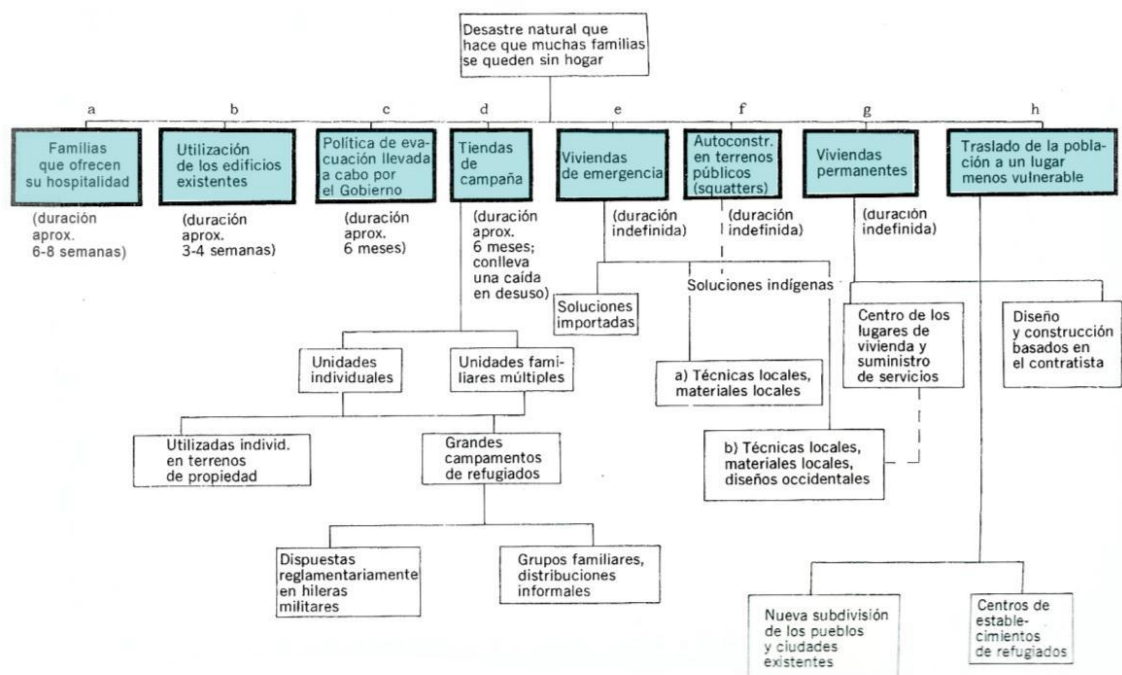 Desastre natural que
hace que muchas familias
se queden sin hogar
a
b
c
d
e
f
g
h
Familias
que ofrecen
su hospitalidad
Utilización
de los edificios
existentes
Política de eva-
cuación llevada
a cabo por
el Gobierno
Tiendas
de
campaña
Viviendas
de emergencia
Autoconstr.
en terrenos
públicos
(squatters)
Viviendas
permanentes
Traslado de la pobla-
ción a un lugar
menos vulnerable
(duración
aprox.
6-8 semanas)
(duración
aprox.
3-4 semanas)
(duración
aprox.
6 meses)
(duración
aprox.
6 meses;
conlleva
una caída
en desuso)
(duración
indefinida)
(duración
indefinida)
(duración
indefinida)
Soluciones indígenas
Soluciones
importadas
Centro de los
lugares de
vivienda y
suministro
de servicios
Diseño
y construcción
basados en
el contratista
Unidades
individuales
Unidades fami-
liares múltiples
a) Técnicas locales,
materiales locales
Utilizadas individ.
en terrenos
de propiedad
Grandes
campamentos
de refugiados
b) Técnicas locales,
materiales locales,
diseños occidentales
Dispuestas
reglamentariamente
en hileras
militares
Grupos familiares,
distribuciones
informales
Nueva subdivisión
de los pueblos
y ciudades
existentes
Centros de
estable-
cimientos
de refugiados